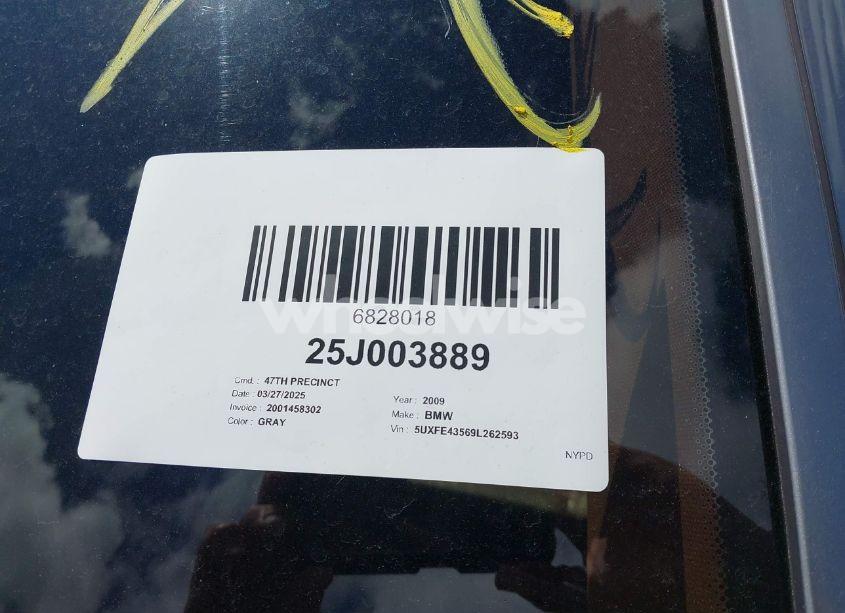 6828018
wheelwise
25J003889
Cmd. : 47TH PRECINCT
Date : 03/27/2025
Invoice : 2001458302
Color : GRAY
Year : 2009
Make : BMW
Vin : 5UXFE43569L262593
NYPD